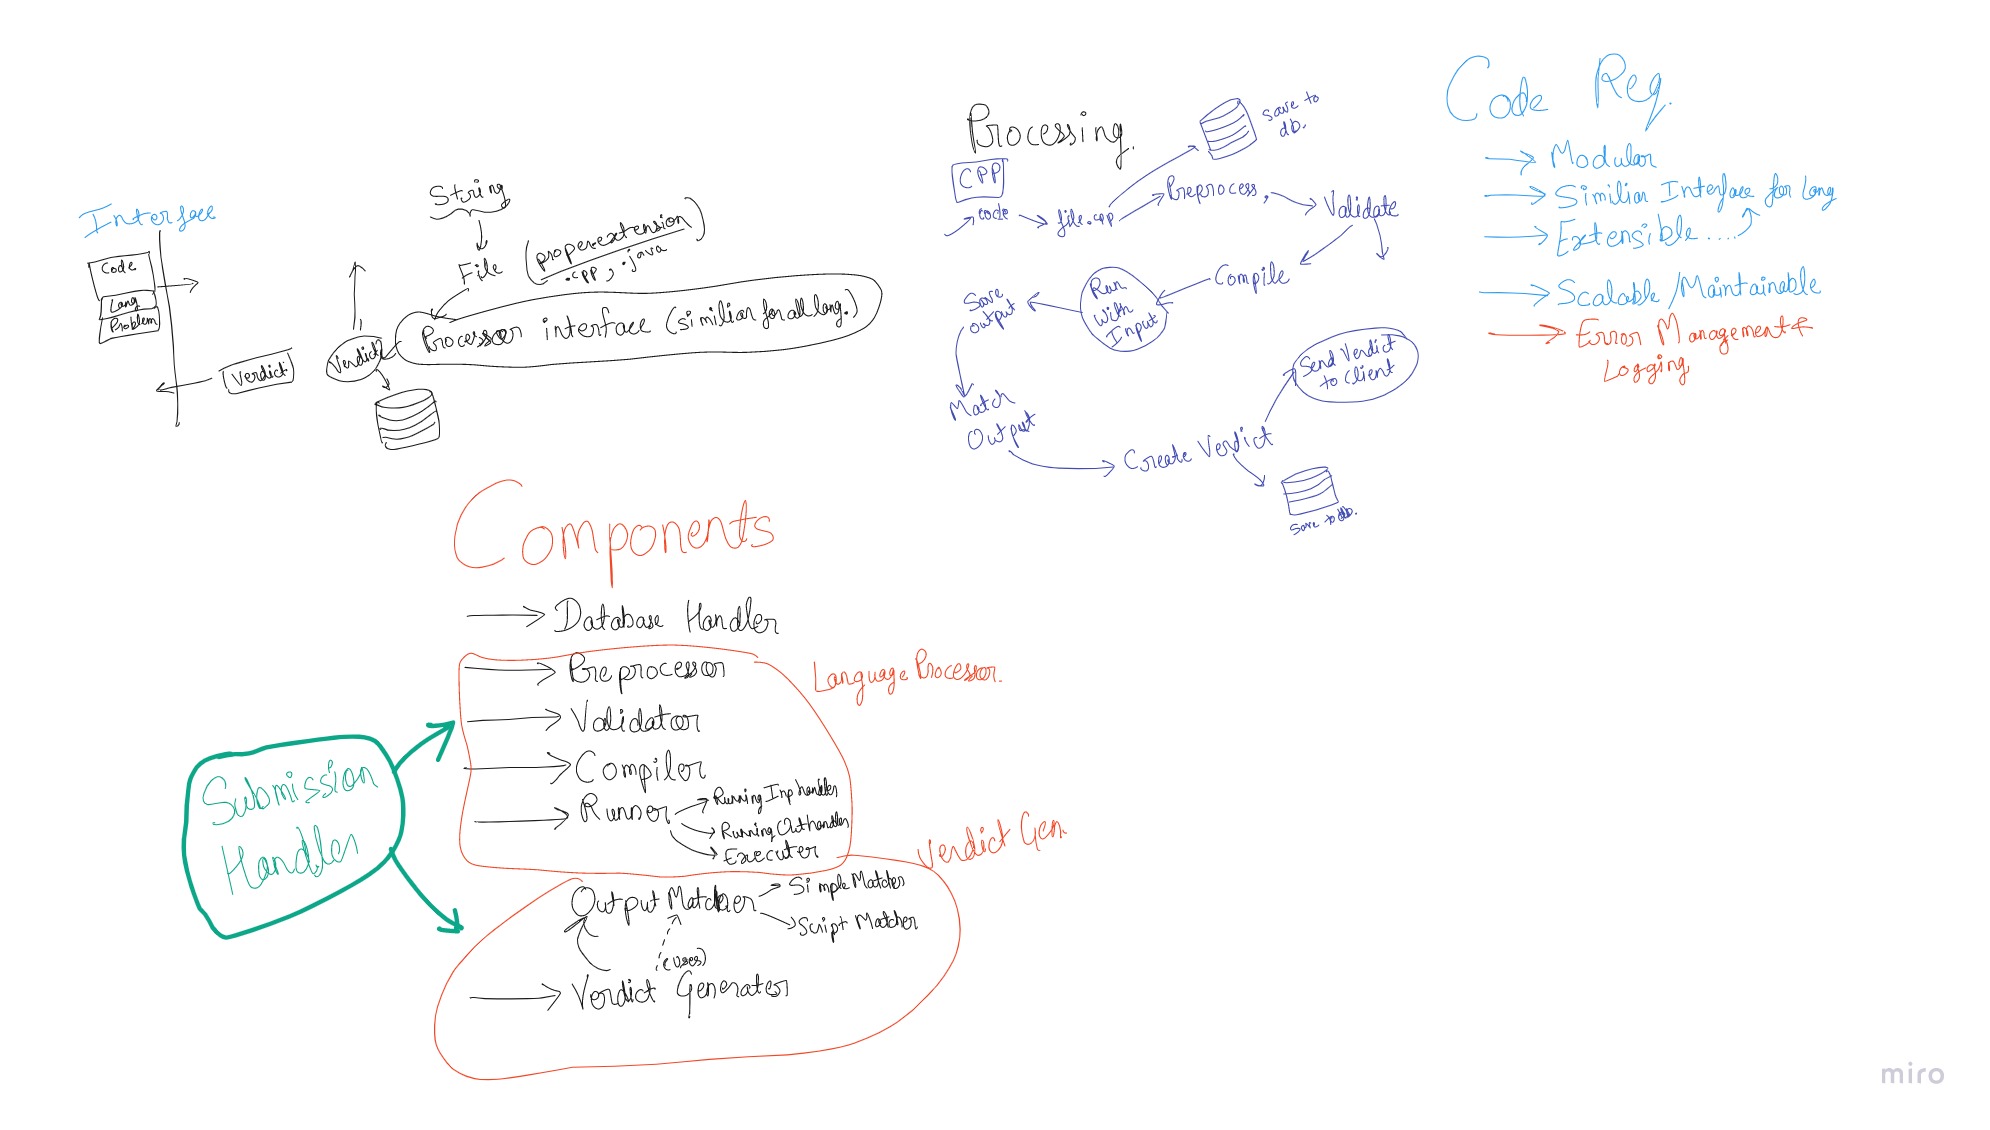 Interface
Code
Lang
Problem
Verdict
String
File
(proper extension)
.cpp, .java
Processor interface (similiar for all lang.)
Verdict
Processing.
CPP
code
file.cpp
save to
db.
Preprocess,
Validate
Compile
Run
With
Input
Save
output
Match
Output
Create Verdict
Send Verdict
to client
save to db.
Code Req.
Modular
Similiar Interface for lang
Extensible....
Scalable/Maintainable
Error Management &
Logging
Components
Database Handler
Preprocessor
Validator
Compiler
Runner
Running Inp handler
Running Out handler
Executer
Language Processor.
Submission
Handler
Verdict Gen.
Output Matcher
Simple Matcher
Script Matcher
(uses)
Verdict Generater
miro